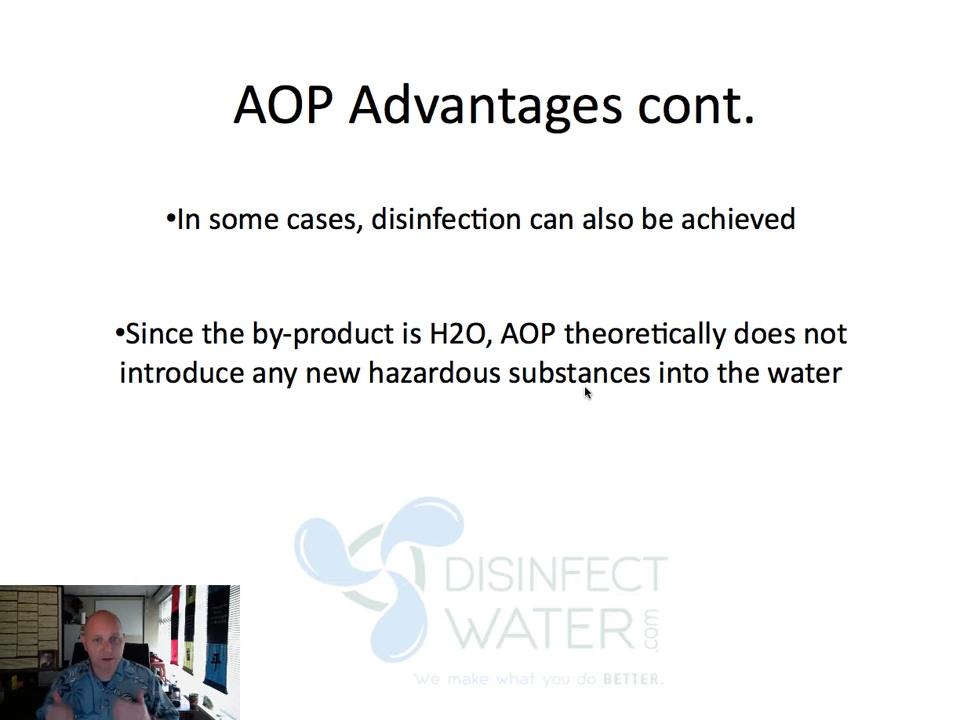 AOP Advantages cont.
•In some cases, disinfection can also be achieved
•Since the by-product is H2O, AOP theoretically does not
introduce any new hazardous substances into the water
DISINFECT
WATER.com
We make what you do BETTER.